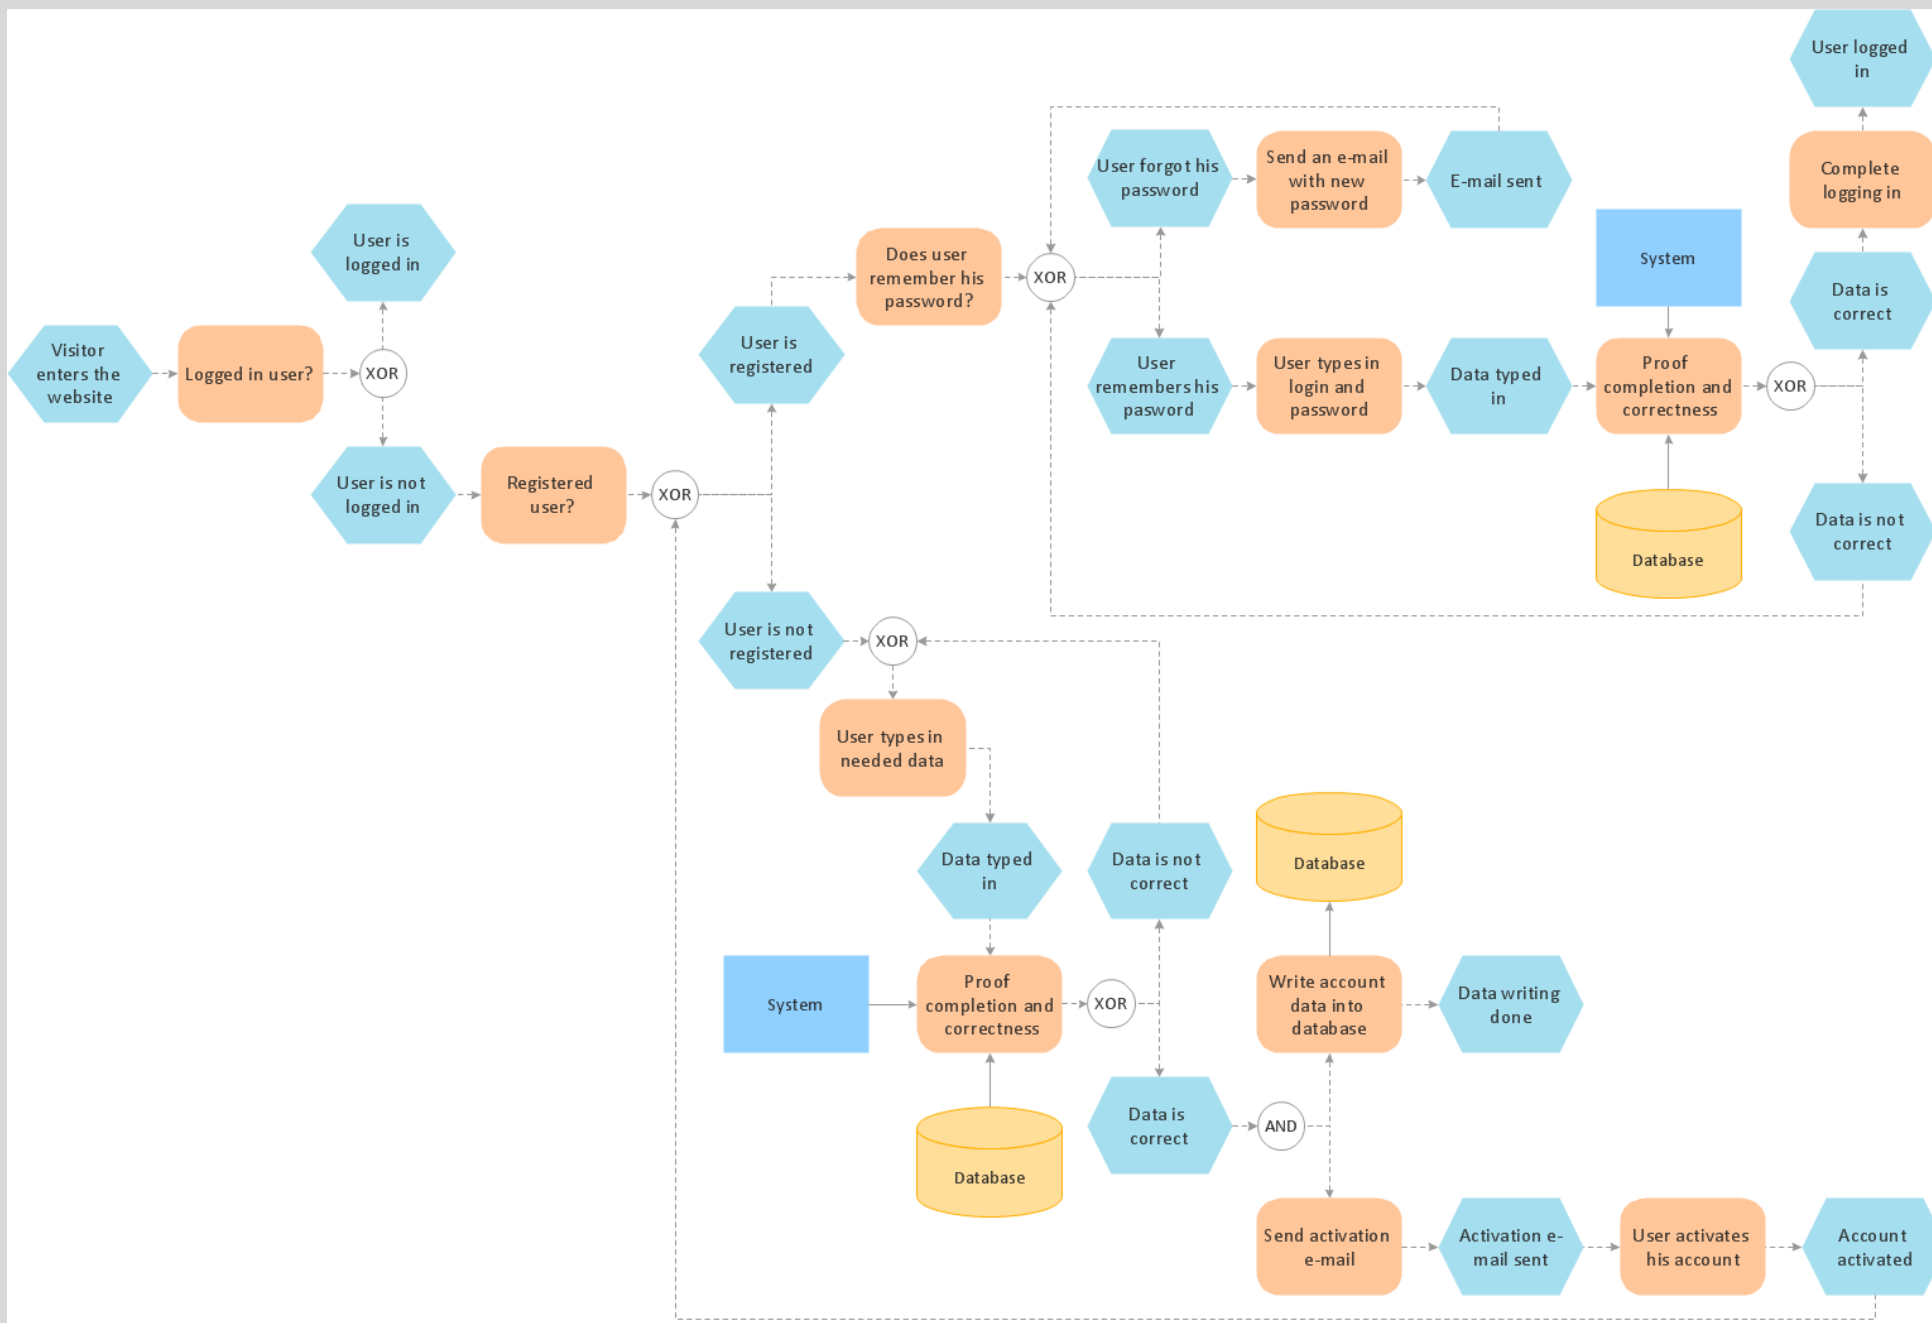 User logged
in
Complete
logging in
User forgot his
password
Send an e-mail
with new
password
E-mail sent
System
Data is
correct
User is
logged in
Does user
remember his
password?
XOR
User is
registered
Visitor
enters the
website
Logged in user?
XOR
User
remembers his
pasword
User types in
login and
password
Data typed
in
Proof
completion and
correctness
XOR
User is not
logged in
Registered
user?
XOR
Data is not
correct
Database
User is not
registered
XOR
User types in
needed data
Data typed
in
Data is not
correct
Database
System
Proof
completion and
correctness
XOR
Write account
data into
database
Data writing
done
Data is
correct
AND
Database
Send activation
e-mail
Activation e-
mail sent
User activates
his account
Account
activated